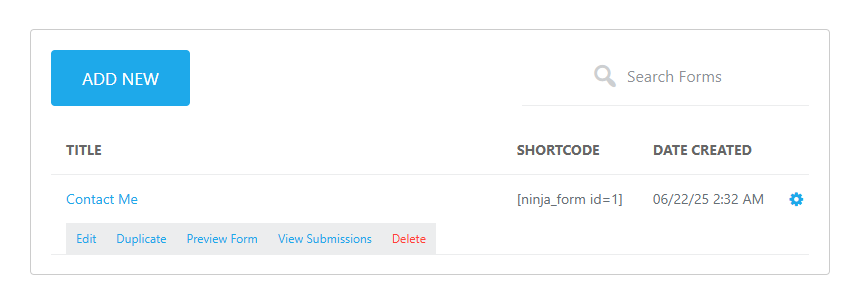 ADD NEW
Search Forms
TITLE SHORTCODE DATE CREATED
Contact Me [ninja_form id=1] 06/22/25 2:32 AM
Edit Duplicate Preview Form View Submissions Delete